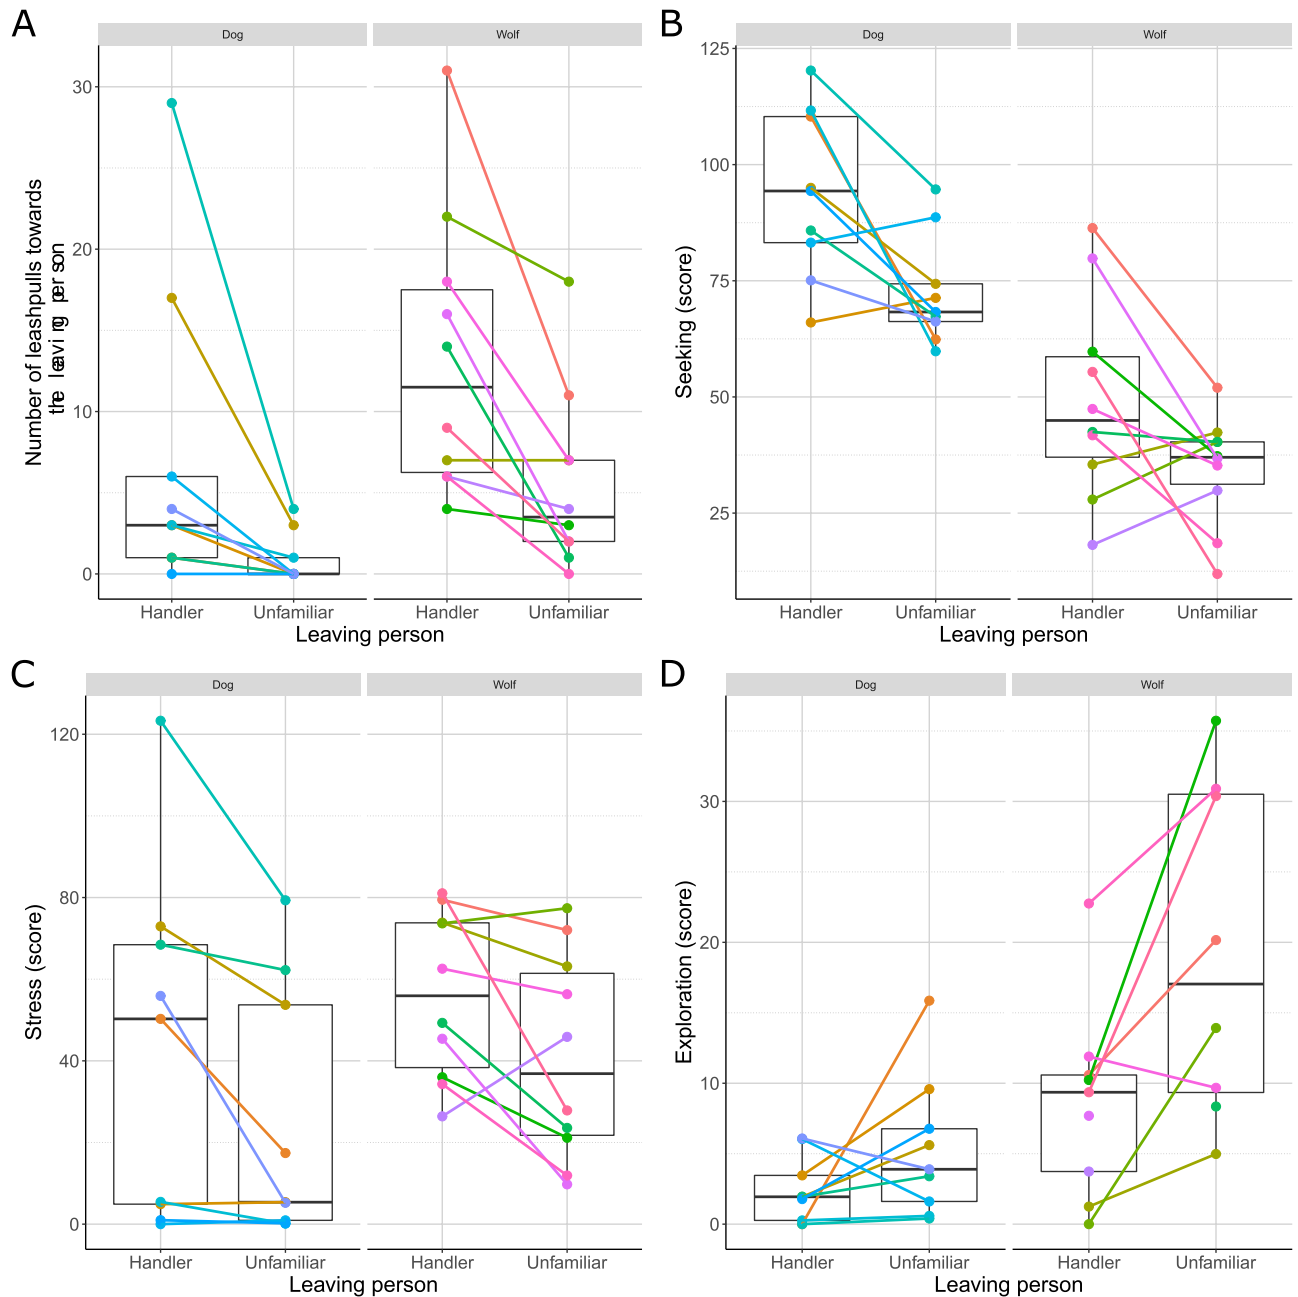 A
Dog
Wolf
Number of leashpulls towards
the leaving person
30
20
10
0
Handler
Unfamiliar
Handler
Unfamiliar
Leaving person
B
Dog
Wolf
Seeking (score)
125
100
75
50
25
Handler
Unfamiliar
Handler
Unfamiliar
Leaving person
C
Dog
Wolf
Stress (score)
120
80
40
0
Handler
Unfamiliar
Handler
Unfamiliar
Leaving person
D
Dog
Wolf
Exploration (score)
30
20
10
0
Handler
Unfamiliar
Handler
Unfamiliar
Leaving person